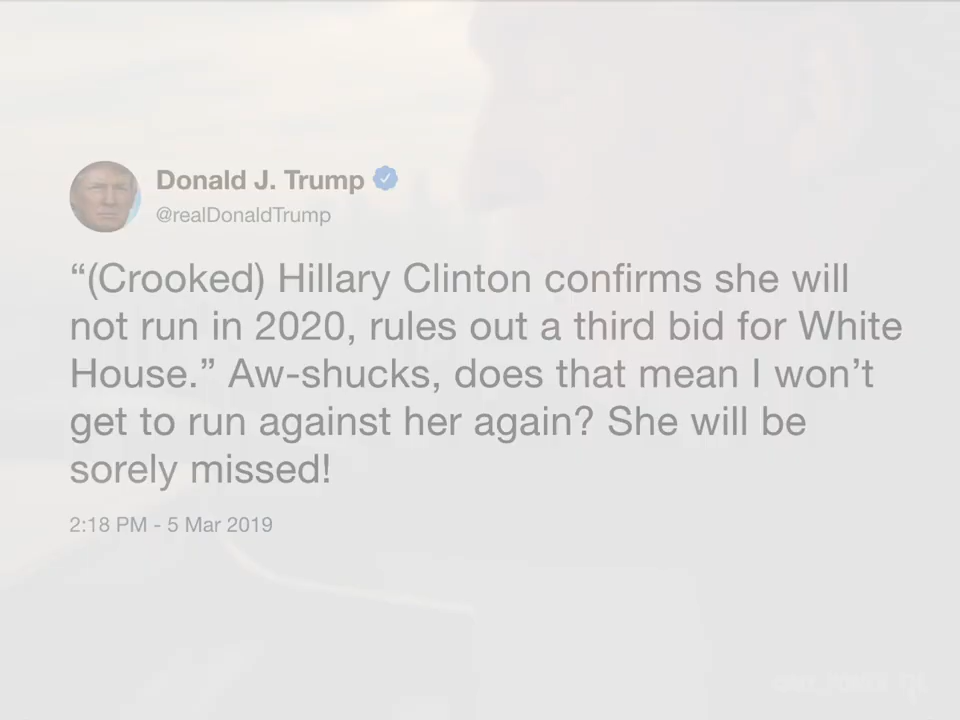 Donald J. Trump
@realDonaldTrump
“(Crooked) Hillary Clinton confirms she will
not run in 2020, rules out a third bid for White
House.” Aw-shucks, does that mean I won’t
get to run against her again? She will be
sorely missed!
2:18 PM - 5 Mar 2019